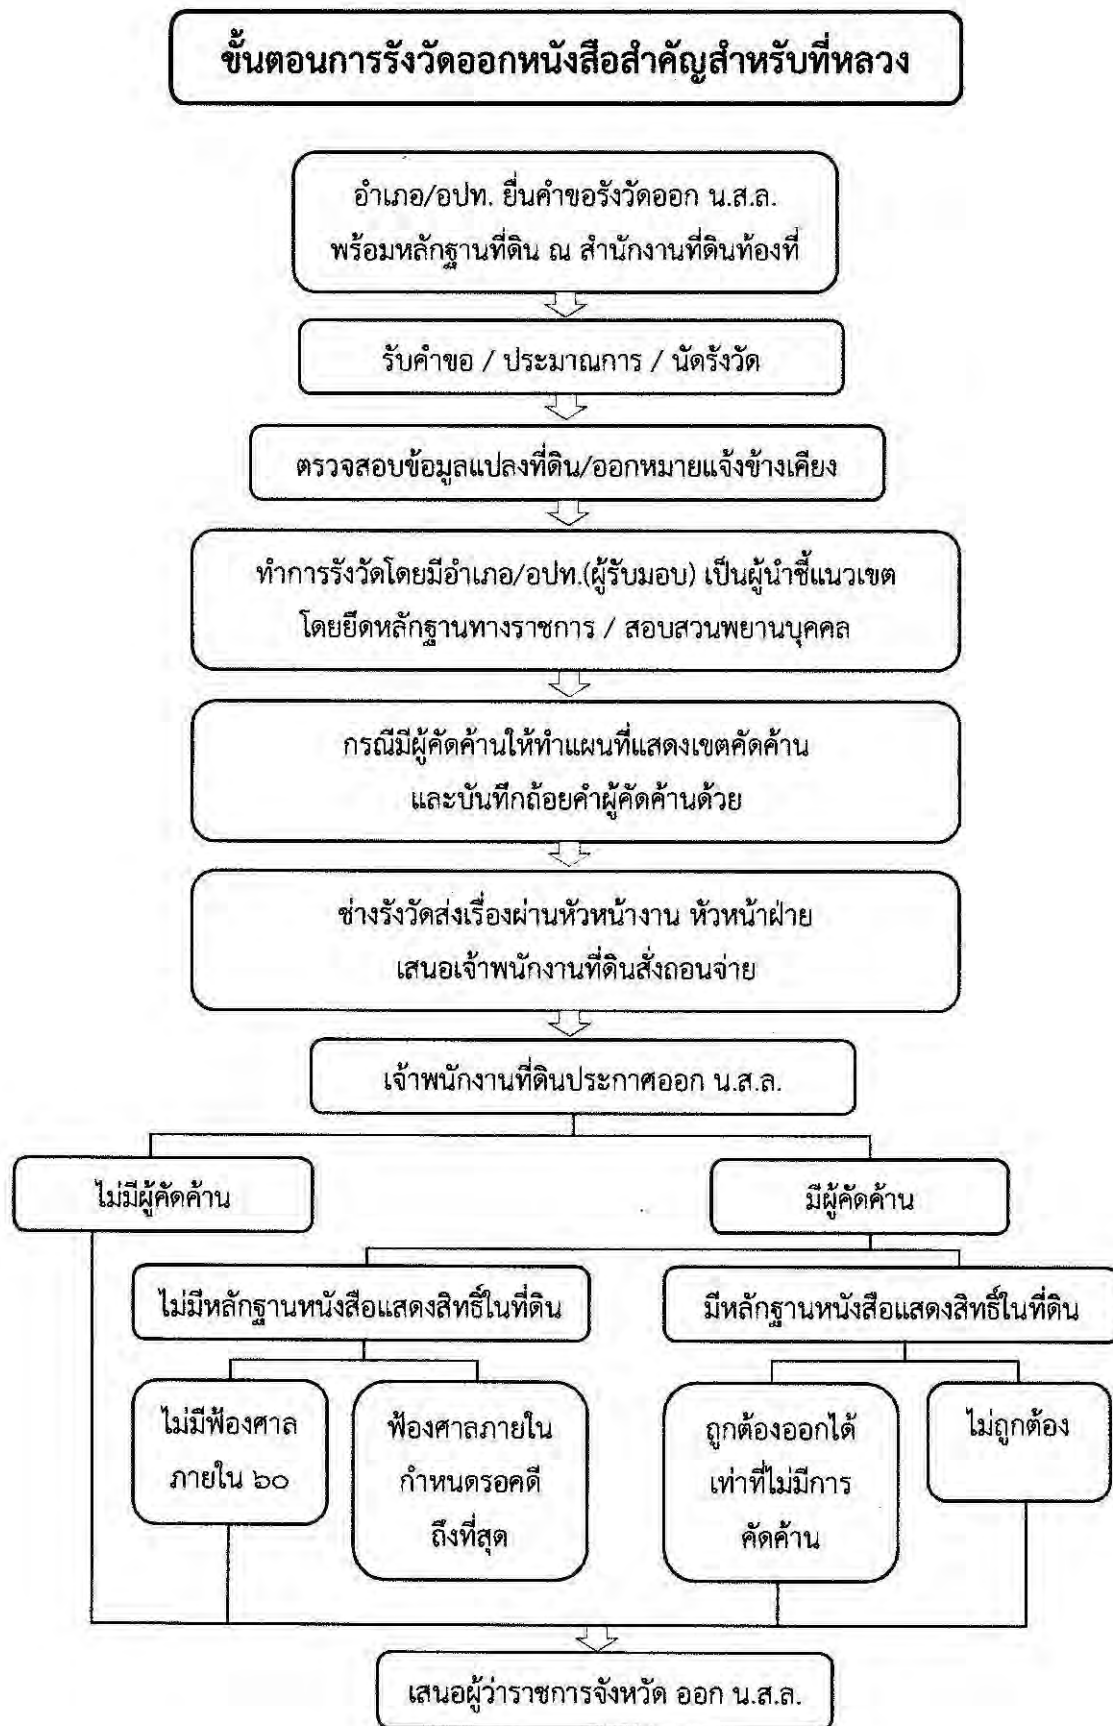 ขั้นตอนการรังวัดออกหนังสือสำคัญสำหรับที่หลวง
อำเภอ/อปท. ยื่นคำขอรังวัดออก น.ส.ล.
พร้อมหลักฐานที่ดิน ณ สำนักงานที่ดินท้องที่
รับคำขอ / ประมาณการ / นัดรังวัด
ตรวจสอบข้อมูลแปลงที่ดิน/ออกหมายแจ้งข้างเคียง
ทำการรังวัดโดยมีอำเภอ/อปท.(ผู้รับมอบ) เป็นผู้นำชี้แนวเขต
โดยยึดหลักฐานทางราชการ / สอบสวนพยานบุคคล
กรณีมีผู้คัดค้านให้ทำแผนที่แสดงเขตคัดค้าน
และบันทึกถ้อยคำผู้คัดค้านด้วย
ช่างรังวัดส่งเรื่องผ่านหัวหน้างาน หัวหน้าฝ่าย
เสนอเจ้าพนักงานที่ดินสั่งถอนจ่าย
เจ้าพนักงานที่ดินประกาศออก น.ส.ล.
ไม่มีผู้คัดค้าน
มีผู้คัดค้าน
ไม่มีหลักฐานหนังสือแสดงสิทธิ์ในที่ดิน
มีหลักฐานหนังสือแสดงสิทธิ์ในที่ดิน
ไม่มีฟ้องศาล
ภายใน ๖๐
ฟ้องศาลภายใน
กำหนดรอคดี
ถึงที่สุด
ถูกต้องออกได้
เท่าที่ไม่มีการ
คัดค้าน
ไม่ถูกต้อง
เสนอผู้ว่าราชการจังหวัด ออก น.ส.ล.